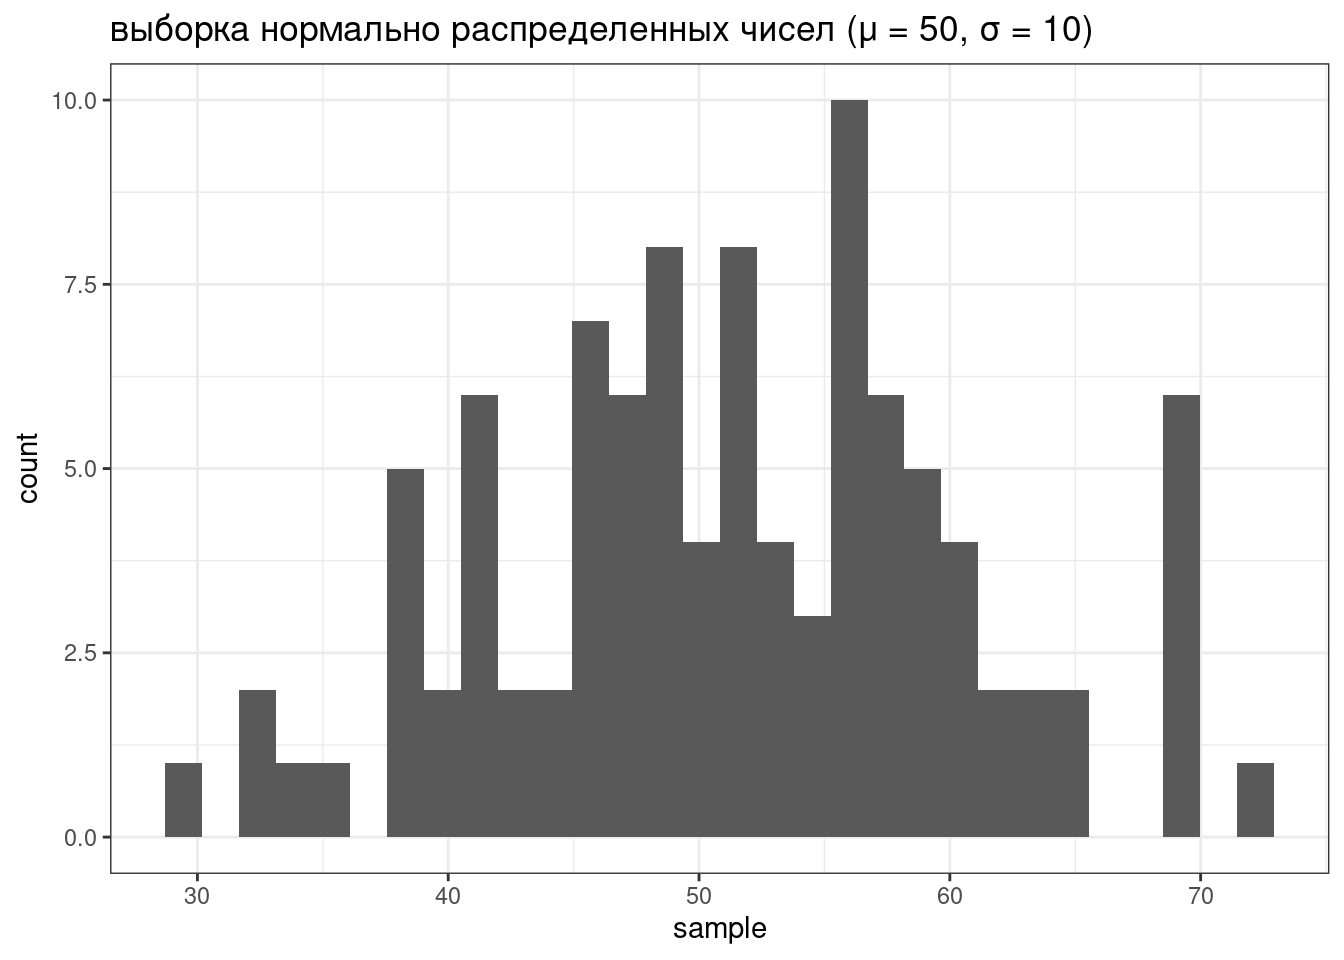 выборка нормально распределенных чисел (μ = 50, σ = 10)
10.0
7.5
5.0
2.5
0.0
count
30 40 50 60 70
sample